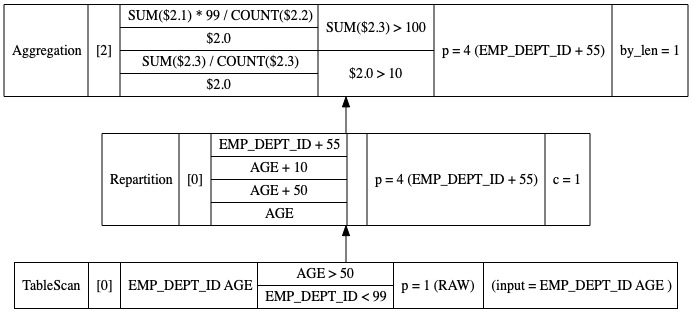 Aggregation
[2]
SUM($2.1) * 99 / COUNT($2.2)
$2.0
SUM($2.3) / COUNT($2.3)
$2.0
SUM($2.3) > 100
$2.0 > 10
p = 4 (EMP_DEPT_ID + 55)
by_len = 1
Repartition
[0]
EMP_DEPT_ID + 55
AGE + 10
AGE + 50
AGE
p = 4 (EMP_DEPT_ID + 55)
c = 1
TableScan
[0]
EMP_DEPT_ID AGE
AGE > 50
EMP_DEPT_ID < 99
p = 1 (RAW)
(input = EMP_DEPT_ID AGE )